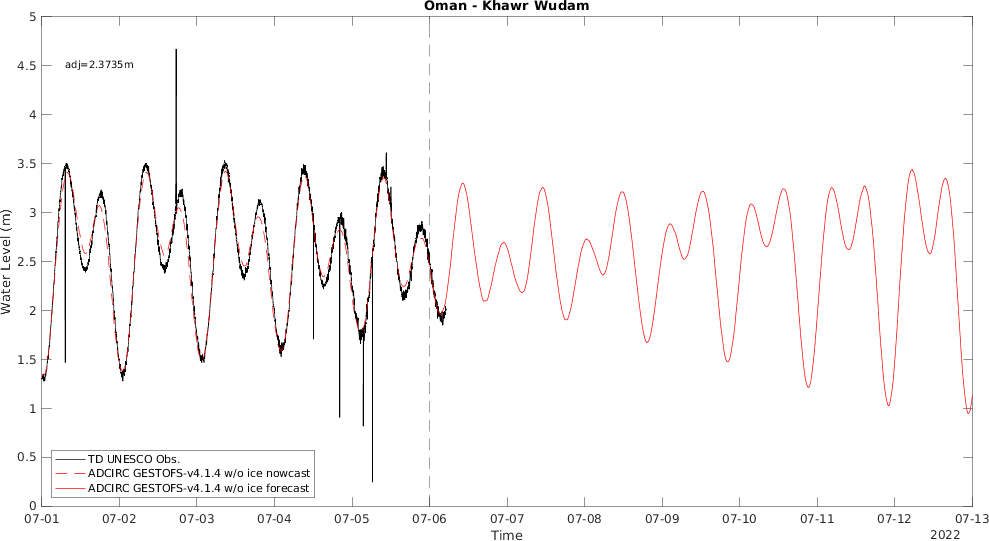 Oman - Khawr Wudam
5
4.5
4
3.5
3
2.5
2
1.5
1
0.5
0
Water Level (m)
adj=2.3735m
TD UNESCO Obs.
ADCIRC GESTOFS-v4.1.4 w/o ice nowcast
ADCIRC GESTOFS-v4.1.4 w/o ice forecast
07-01 07-02 07-03 07-04 07-05 07-06 07-07 07-08 07-09 07-10 07-11 07-12 07-13
Time
2022